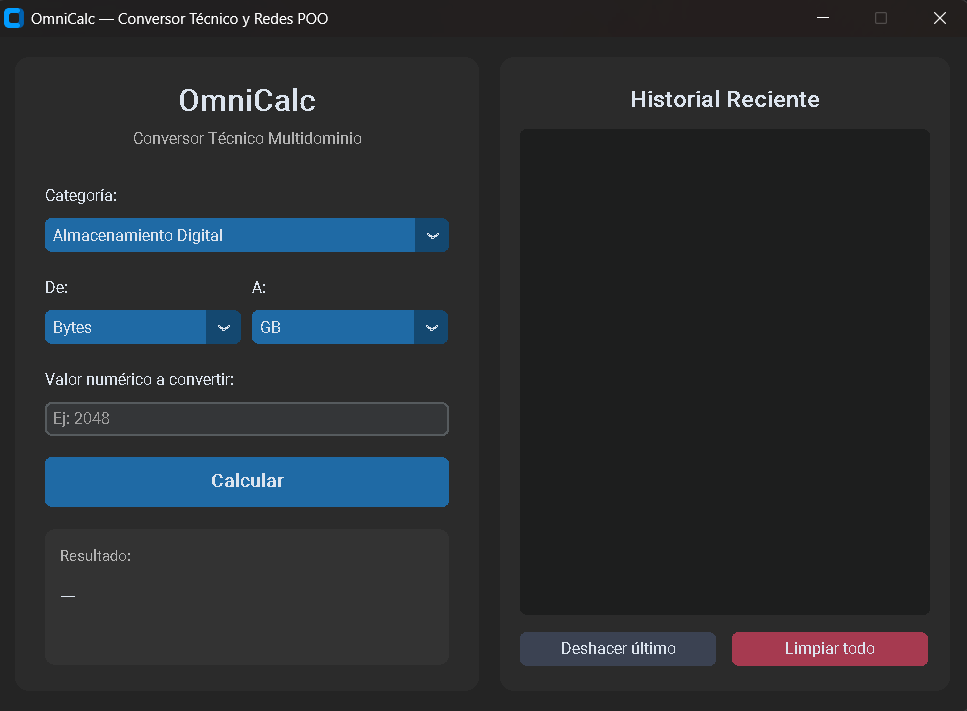 OmniCalc — Conversor Técnico y Redes POO
OmniCalc
Conversor Técnico Multidominio
Categoría:
Almacenamiento Digital
De:
A:
Bytes
GB
Valor numérico a convertir:
Ej: 2048
Calcular
Resultado:
—
Historial Reciente
Deshacer último
Limpiar todo